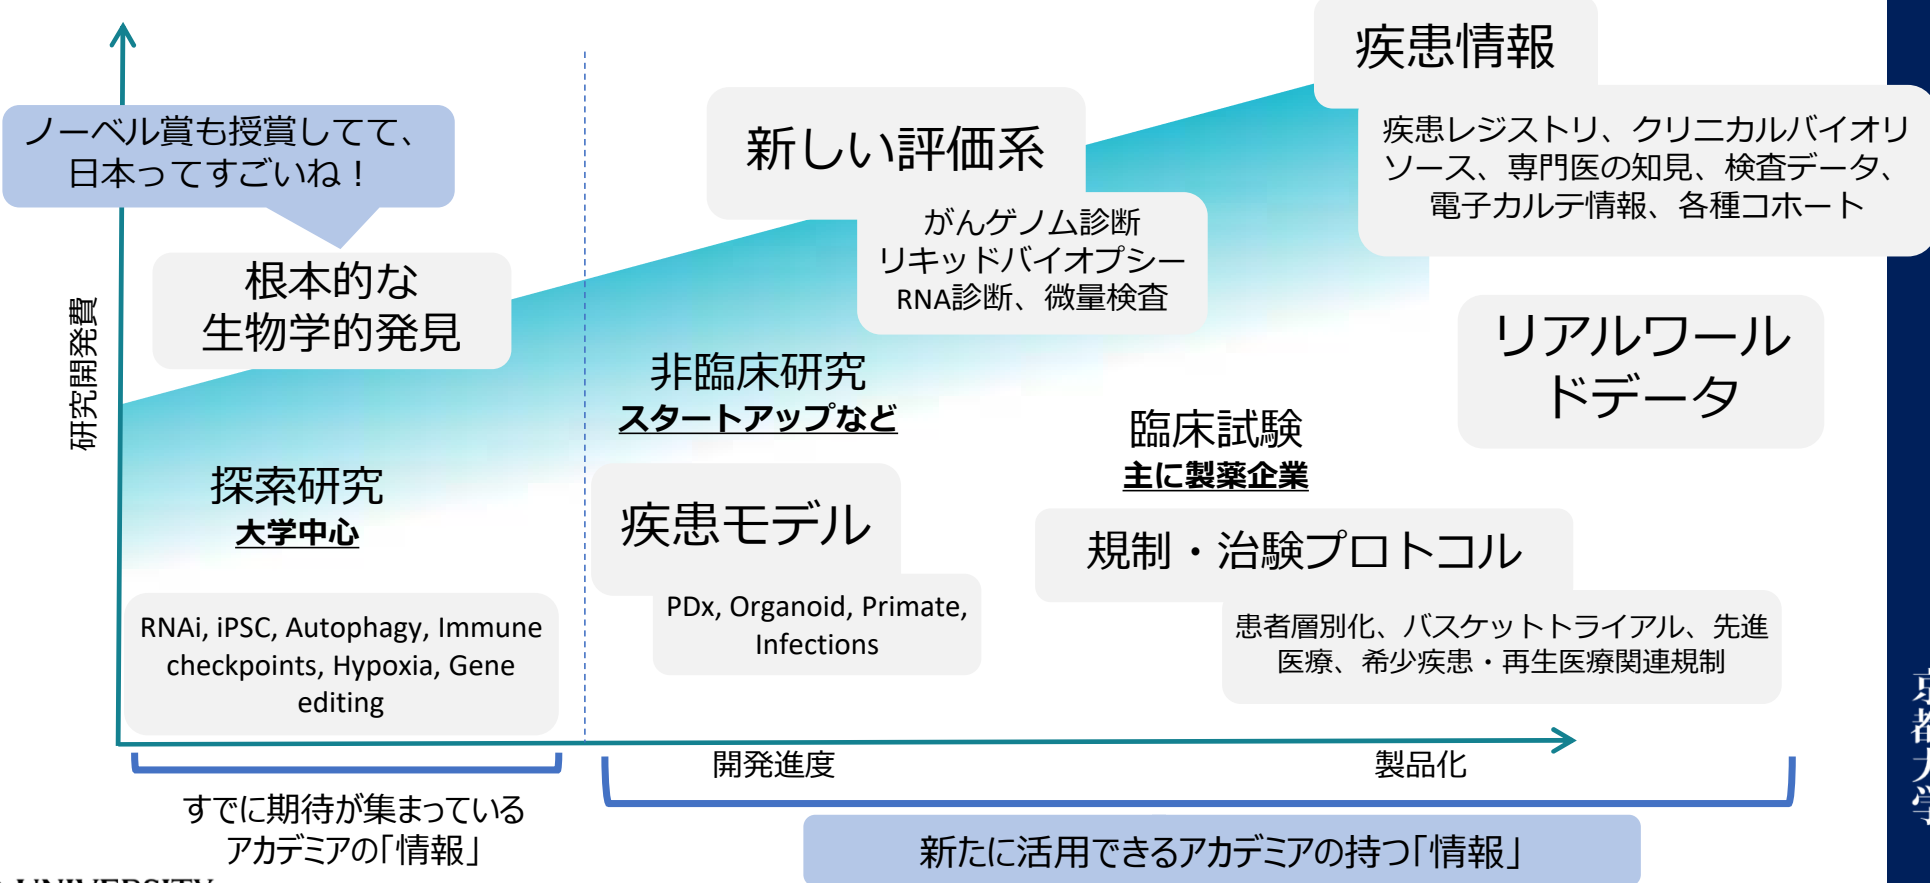 疾患情報
疾患レジストリ、クリニカルバイオリ
ソース、専門医の知見、検査データ、
電子カルテ情報、各種コホート
ノーベル賞も授賞してて、
日本ってすごいね！
新しい評価系
がんゲノム診断
リキッドバイオプシー
RNA診断、微量検査
根本的な
生物学的発見
研究開発費
リアルワール
ドデータ
非臨床研究
スタートアップなど
臨床試験
主に製薬企業
探索研究
大学中心
疾患モデル
PDx, Organoid, Primate,
Infections
規制・治験プロトコル
患者層別化、バスケットトライアル、先進
医療、希少疾患・再生医療関連規制
RNAi, iPSC, Autophagy, Immune
checkpoints, Hypoxia, Gene
editing
開発進度
製品化
すでに期待が集まっている
アカデミアの「情報」
新たに活用できるアカデミアの持つ「情報」
京都大学
UNIVERSITY